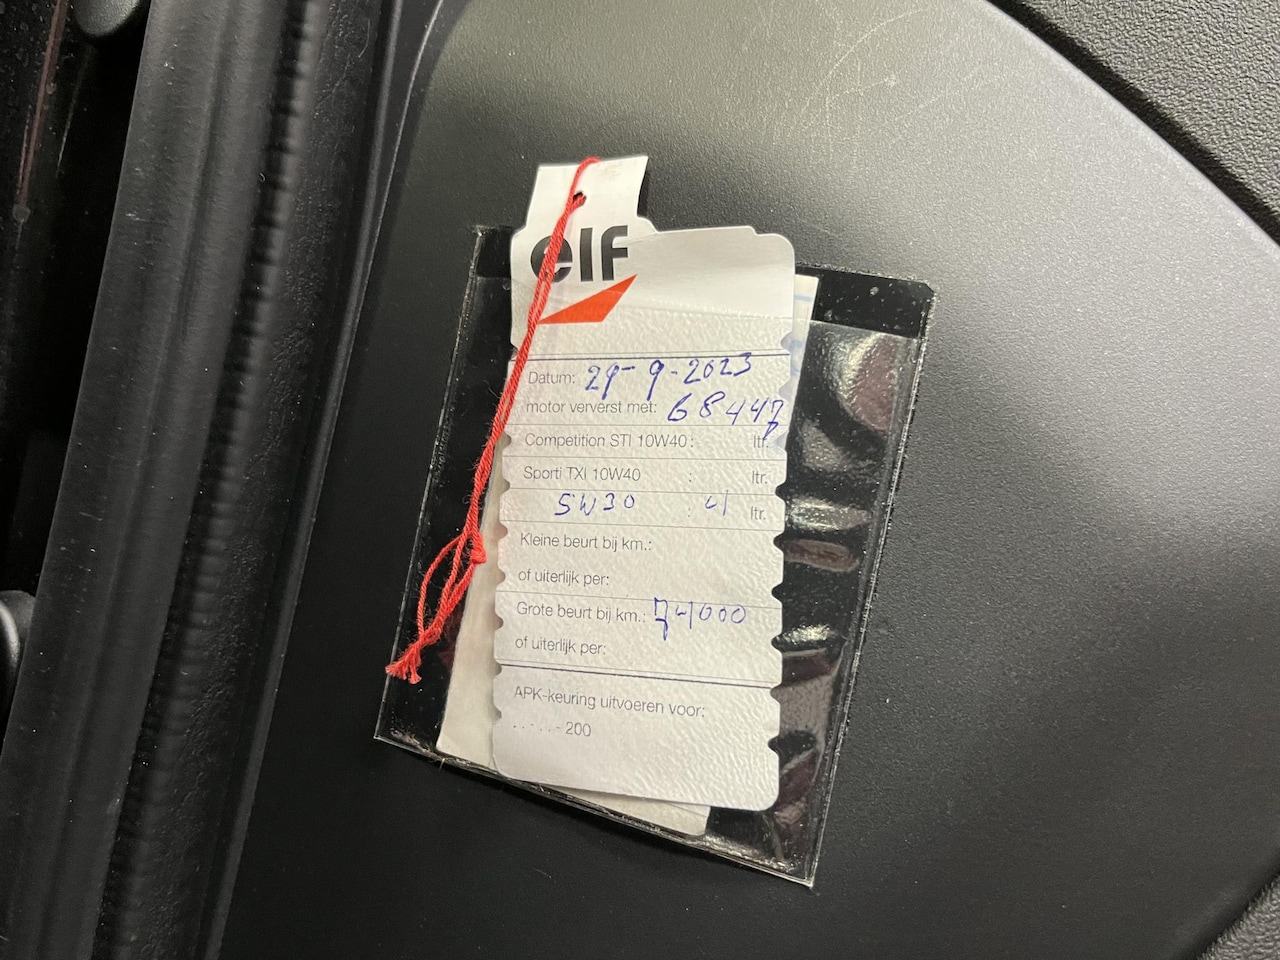 elf
Datum: 29-9-2023
motor ververst met: 68447
Competition STI 10W40: ltr.
Sporti TXI 10W40 : ltr.
5W30 : 4 ltr.
Kleine beurt bij km.:
of uiterlijk per:
Grote beurt bij km.: 74000
of uiterlijk per:
APK-keuring uitvoeren voor:
..-..-200